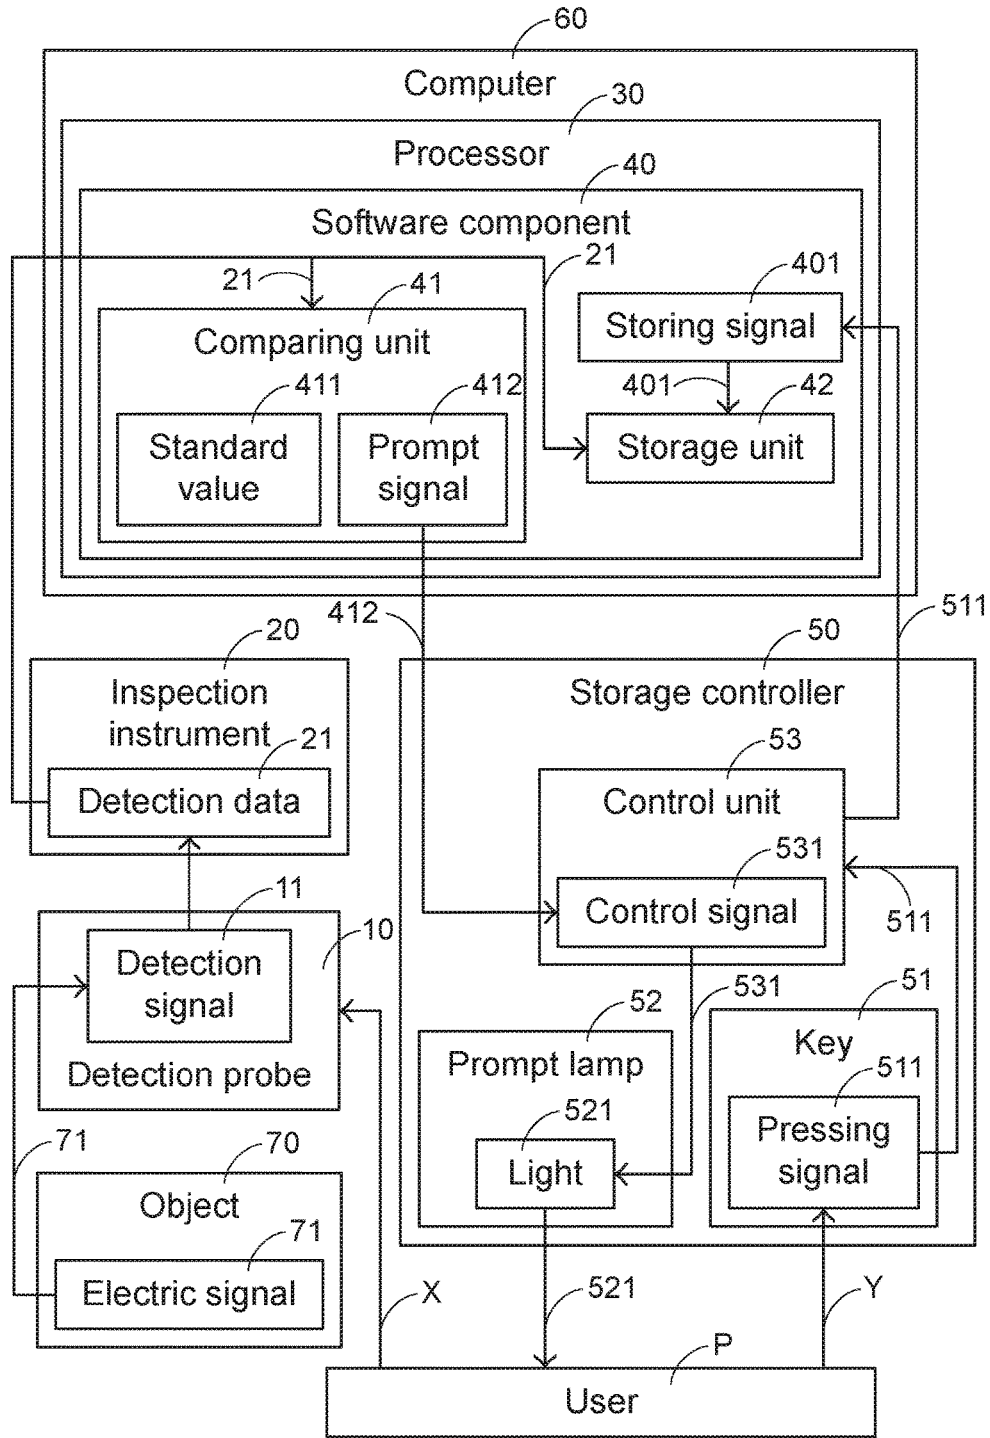 60
Computer
30
Processor
40
Software component
21
21
401
41
Storing signal
Comparing unit
411
412
401
42
Standard
value
Prompt
signal
Storage unit
412
511
20
50
Inspection
instrument
Storage controller
21
53
Detection data
Control unit
531
11
10
Control signal
511
Detection
signal
531
52
51
Detection probe
Prompt lamp
Key
521
511
71
70
Light
Pressing
signal
Object
71
Electric signal
X
521
Y
P
User